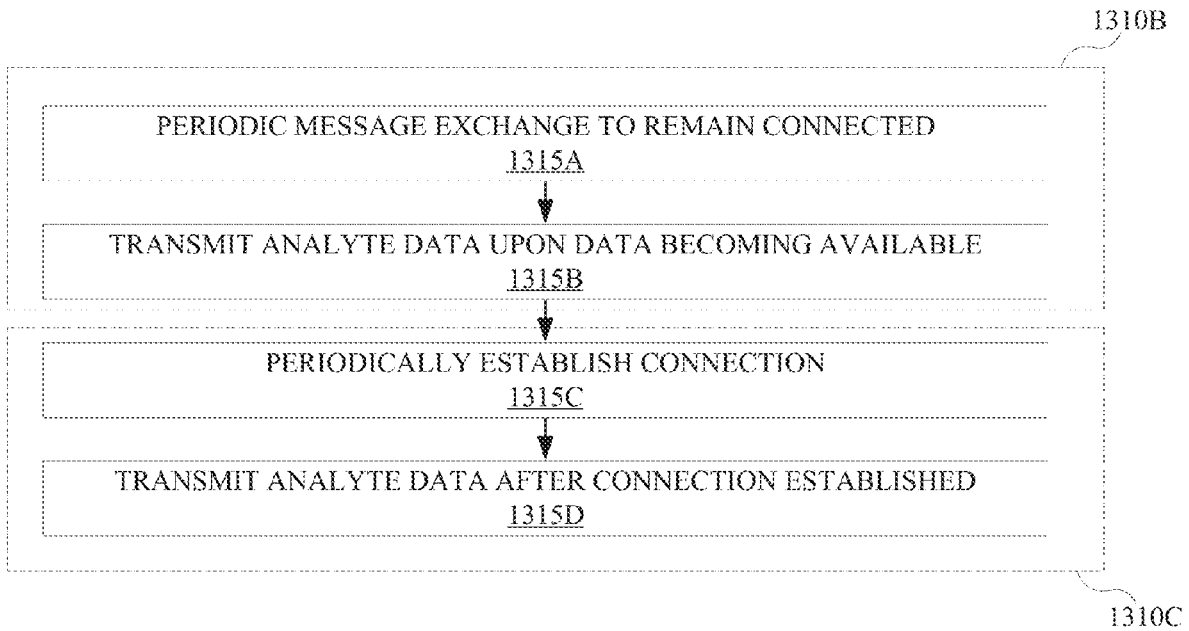 1310B
PERIODIC MESSAGE EXCHANGE TO REMAIN CONNECTED
1315A
TRANSMIT ANALYTE DATA UPON DATA BECOMING AVAILABLE
1315B
PERIODICALLY ESTABLISH CONNECTION
1315C
TRANSMIT ANALYTE DATA AFTER CONNECTION ESTABLISHED
1315D
1310C